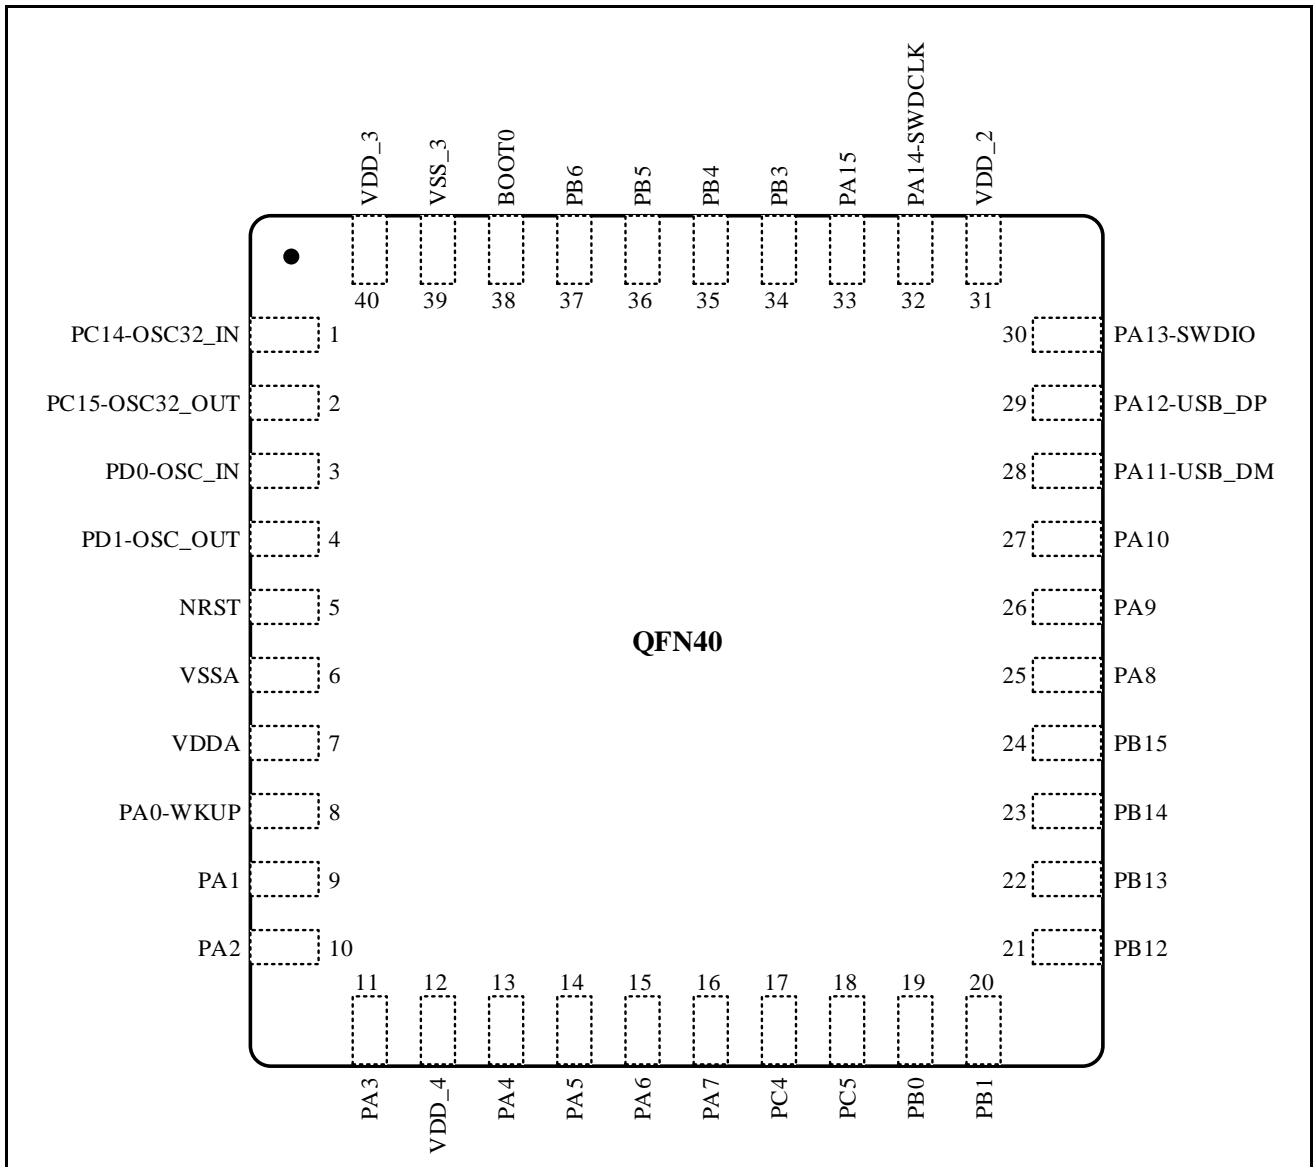 VDD_3
VSS_3
BOOT0
PB6
PB5
PB4
PB3
PA15
PA14-SWDCLK
VDD_2
40 39 38 37 36 35 34 33 32 31
PC14-OSC32_IN 1
30 PA13-SWDIO
PC15-OSC32_OUT 2
29 PA12-USB_DP
PD0-OSC_IN 3
28 PA11-USB_DM
PD1-OSC_OUT 4
27 PA10
NRST 5
26 PA9
QFN40
VSSA 6
25 PA8
VDDA 7
24 PB15
PA0-WKUP 8
23 PB14
PA1 9
22 PB13
PA2 10
21 PB12
11 12 13 14 15 16 17 18 19 20
PA3
VDD_4
PA4
PA5
PA6
PA7
PC4
PC5
PB0
PB1